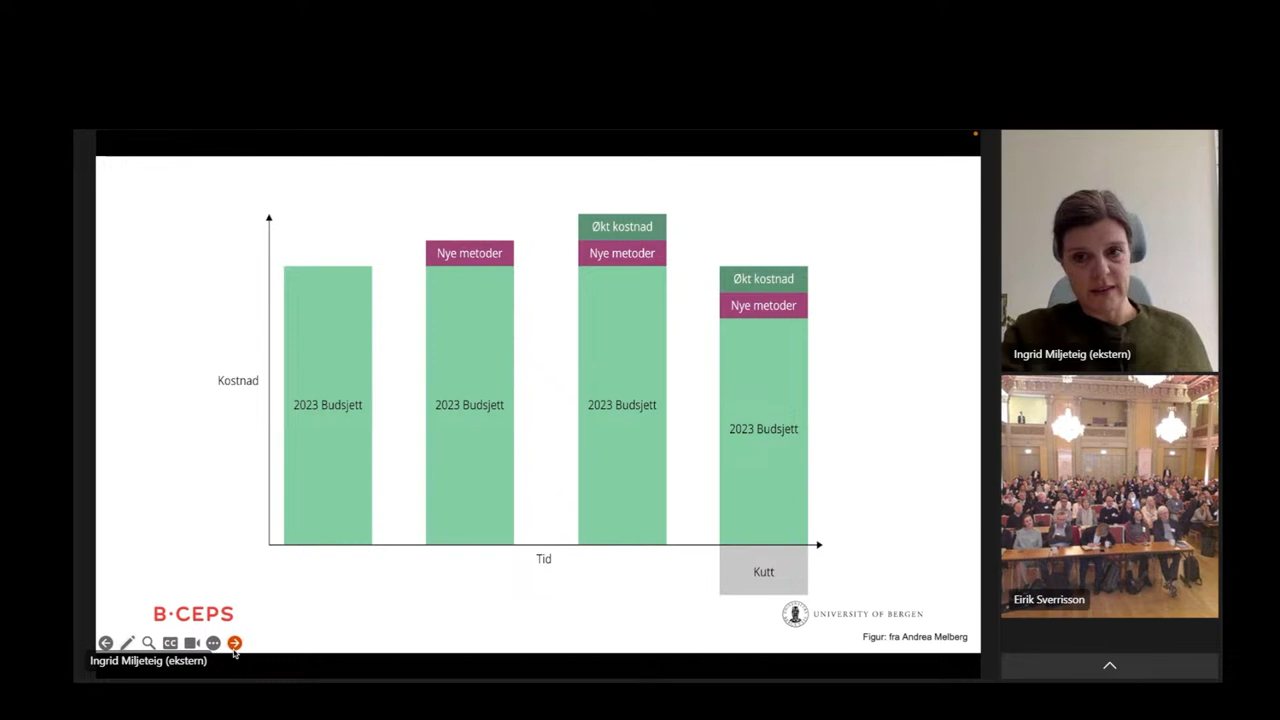 Økt kostnad
Nye metoder
Nye metoder
Økt kostnad
Nye metoder
Kostnad
2023 Budsjett
2023 Budsjett
2023 Budsjett
2023 Budsjett
Tid
Kutt
B·CEPS
UNIVERSITY OF BERGEN
Figur: fra Andrea Melberg
CC
Ingrid Miljeteig (ekstern)
Ingrid Miljeteig (ekstern)
Eirik Sverrisson